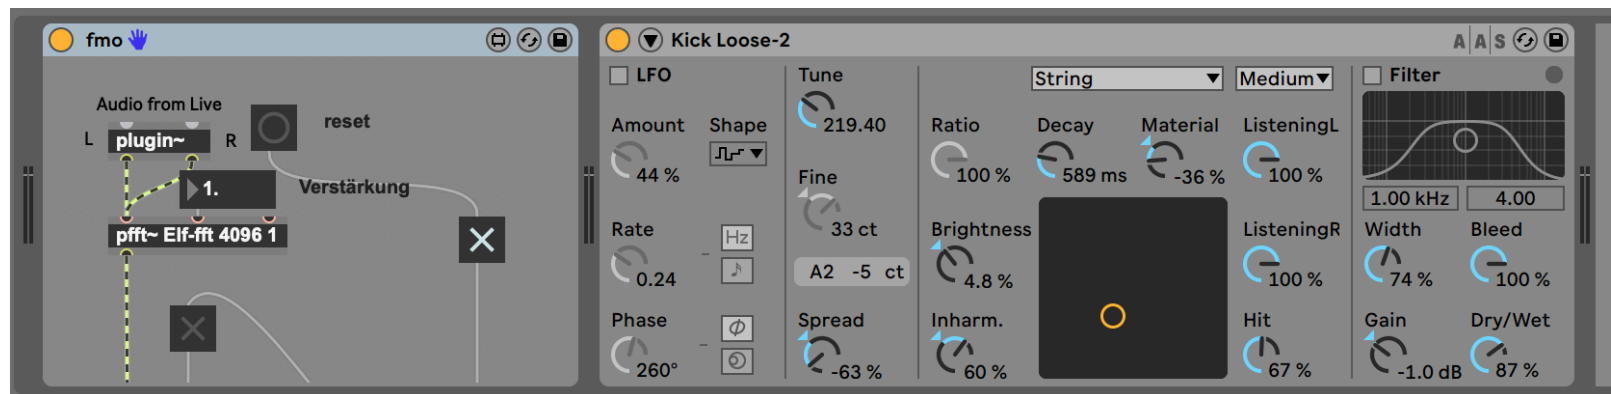 fmo
Audio from Live
L
plugin~
R
reset
1.
Verstärkung
pfft~ Elf-fft 4096 1
Kick Loose-2
A|A|S
LFO
Amount
44 %
Shape
Rate
0.24
Hz
Phase
260°
Φ
Tune
219.40
Fine
33 ct
A2 -5 ct
Spread
-63 %
String
Medium
Ratio
100 %
Decay
589 ms
Material
-36 %
ListeningL
100 %
Brightness
4.8 %
ListeningR
100 %
Inharm.
60 %
Hit
67 %
Filter
1.00 kHz
4.00
Width
74 %
Bleed
100 %
Gain
-1.0 dB
Dry/Wet
87 %